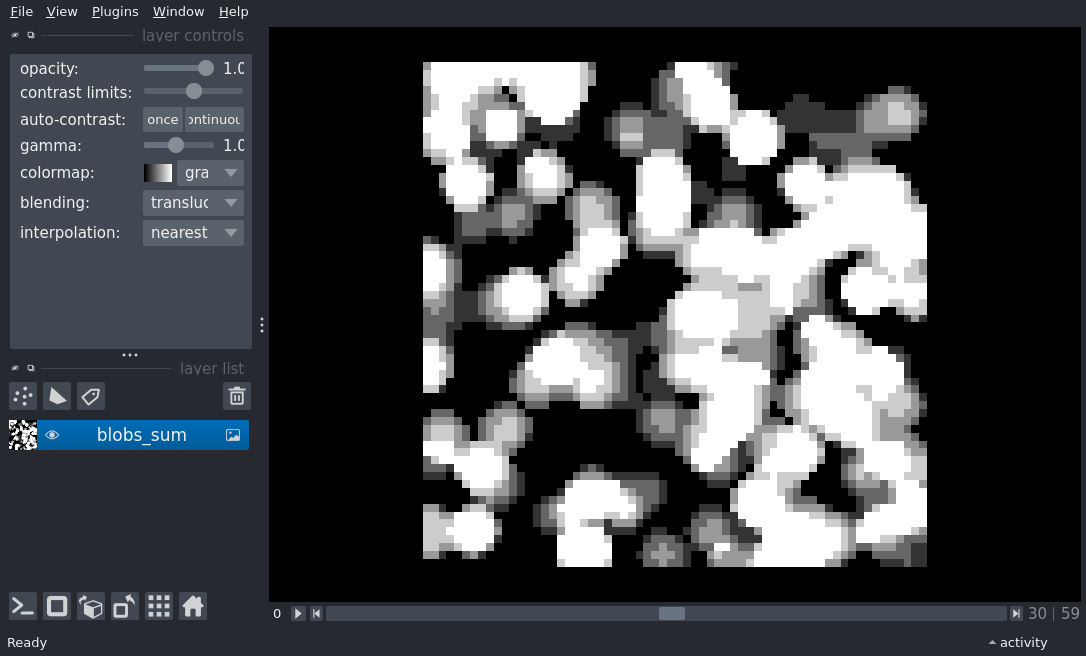 File View Plugins Window Help
layer controls
opacity: 1.0
contrast limits:
auto-contrast: once ontinuou
gamma: 1.0
colormap: gra
blending: transluc
interpolation: nearest
layer list
blobs_sum
0 30 | 59
Ready activity